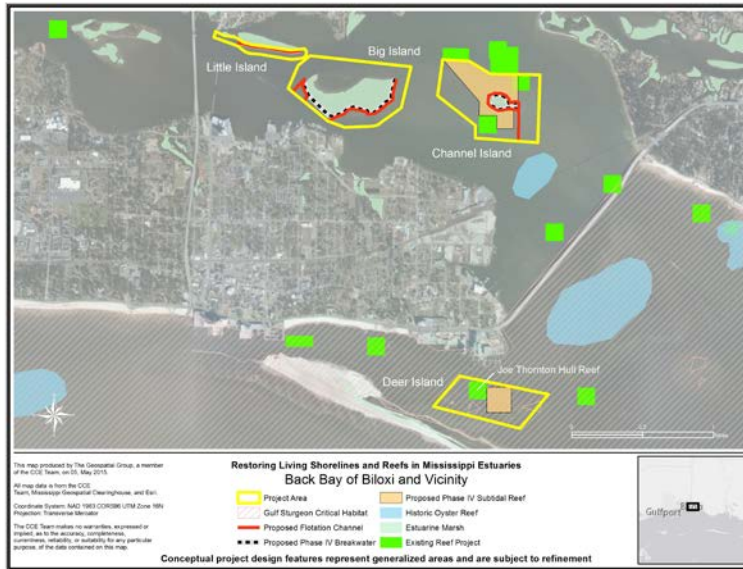 Big Island
Little Island
Channel Island
Joe Thornton Hull Reef
Deer Island
This map produced by The Geospatial Group, a member
of the CCE Team, on 05, May 2015.
All map data is from the CCE
Team, Mississippi Geospatial Clearinghouse, and Esri.
Coordinate System: NAD 1983 CORS96 UTM Zone 16N
Projection: Transverse Mercator
The CCE Team makes no warranties, expressed or
implied, as to the accuracy, completeness,
currentness, reliability, or suitability for any particular
purpose, of the data contained on this map.
Restoring Living Shorelines and Reefs in Mississippi Estuaries
Back Bay of Biloxi and Vicinity
Project Area
Proposed Phase IV Subtidal Reef
Gulf Sturgeon Critical Habitat
Historic Oyster Reef
Proposed Flotation Channel
Estuarine Marsh
Proposed Phase IV Breakwater
Existing Reef Project
Conceptual project design features represent generalized areas and are subject to refinement
Gulfport